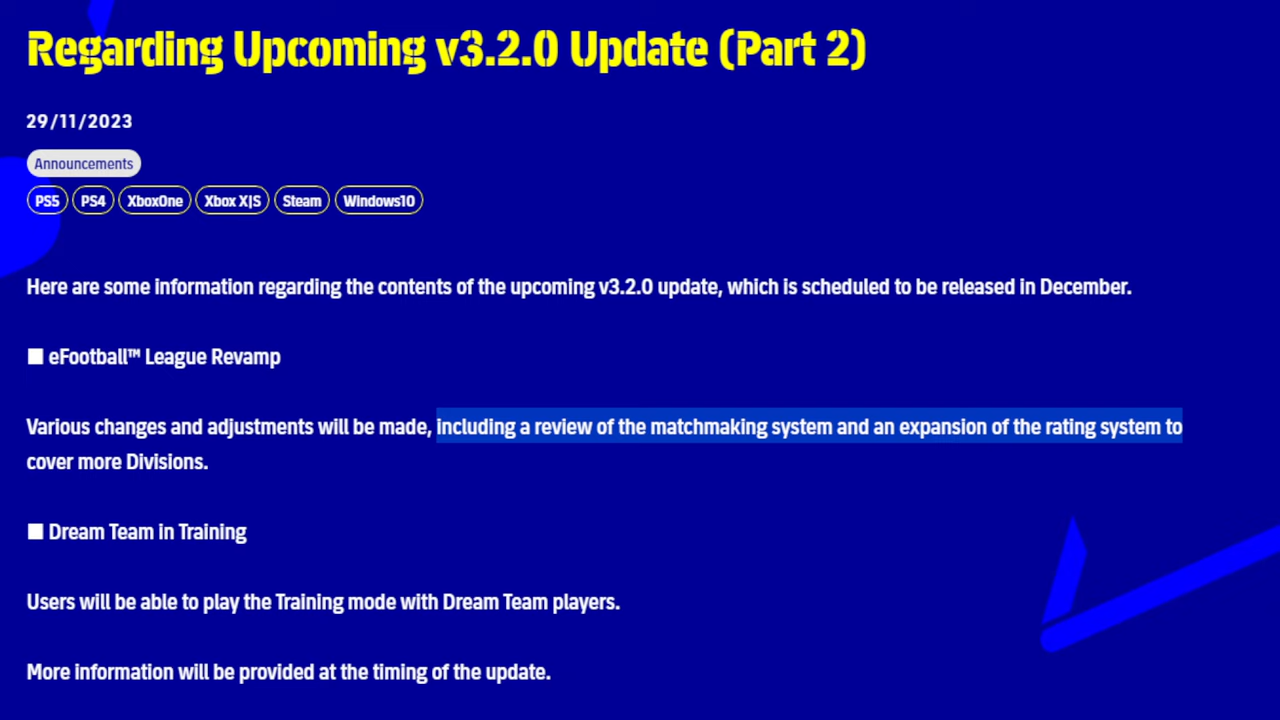 Regarding Upcoming v3.2.0 Update (Part 2)
29/11/2023
Announcements
PS5 PS4 XboxOne Xbox X|S Steam Windows10
Here are some information regarding the contents of the upcoming v3.2.0 update, which is scheduled to be released in December.
■ eFootball™ League Revamp
Various changes and adjustments will be made, including a review of the matchmaking system and an expansion of the rating system to
cover more Divisions.
■ Dream Team in Training
Users will be able to play the Training mode with Dream Team players.
More information will be provided at the timing of the update.